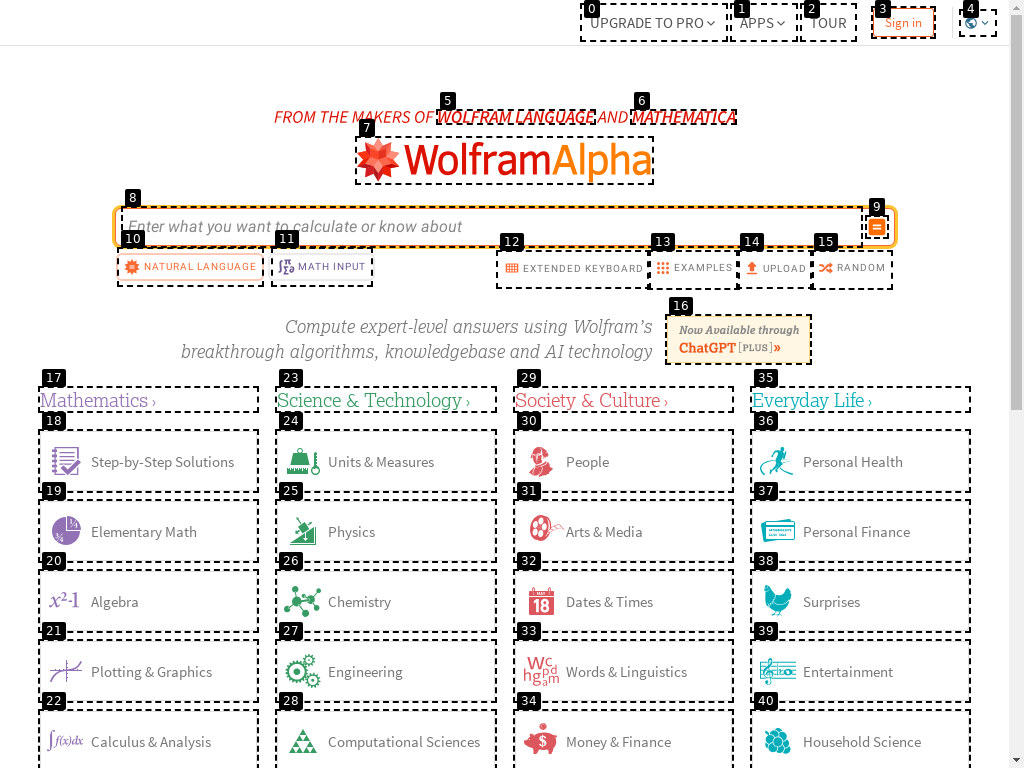 UPGRADE TO PRO APPS TOUR Sign in
0 1 2 3 4
FROM THE MAKERS OF WOLFRAM LANGUAGE AND MATHEMATICA
5 6
7
WolframAlpha
8 9
Enter what you want to calculate or know about
10 11 12 13 14 15
NATURAL LANGUAGE MATH INPUT EXTENDED KEYBOARD EXAMPLES UPLOAD RANDOM
Compute expert-level answers using Wolfram's
breakthrough algorithms, knowledgebase and AI technology
16
Now Available through
ChatGPT [PLUS] »
17 23 29 35
Mathematics › Science & Technology › Society & Culture › Everyday Life ›
18 24 30 36
Step-by-Step Solutions Units & Measures People Personal Health
19 25 31 37
Elementary Math Physics Arts & Media Personal Finance
20 26 32 38
x²-1 Algebra Chemistry MAY 18 Dates & Times Surprises
21 27 33 39
Plotting & Graphics Engineering Words & Linguistics Entertainment
22 28 34 40
∫f(x)dx Calculus & Analysis Computational Sciences $ Money & Finance Household Science